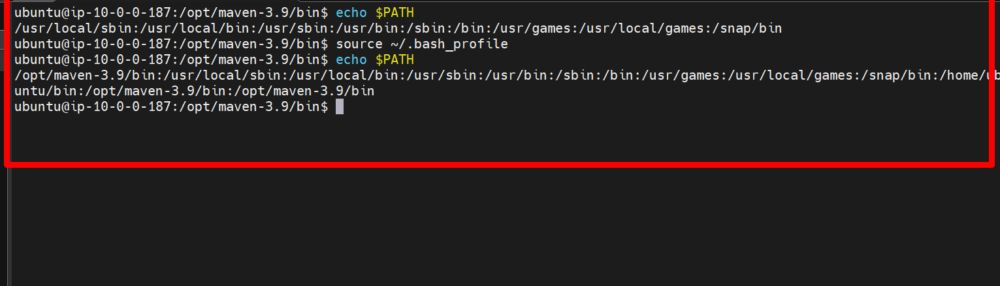 ubuntu@ip-10-0-0-187:/opt/maven-3.9/bin$ echo $PATH
/usr/local/sbin:/usr/local/bin:/usr/sbin:/usr/bin:/sbin:/bin:/usr/games:/usr/local/games:/snap/bin
ubuntu@ip-10-0-0-187:/opt/maven-3.9/bin$ source ~/.bash_profile
ubuntu@ip-10-0-0-187:/opt/maven-3.9/bin$ echo $PATH
/opt/maven-3.9/bin:/usr/local/sbin:/usr/local/bin:/usr/sbin:/usr/bin:/sbin:/bin:/usr/games:/usr/local/games:/snap/bin:/home/ub
untu/bin:/opt/maven-3.9/bin:/opt/maven-3.9/bin
ubuntu@ip-10-0-0-187:/opt/maven-3.9/bin$